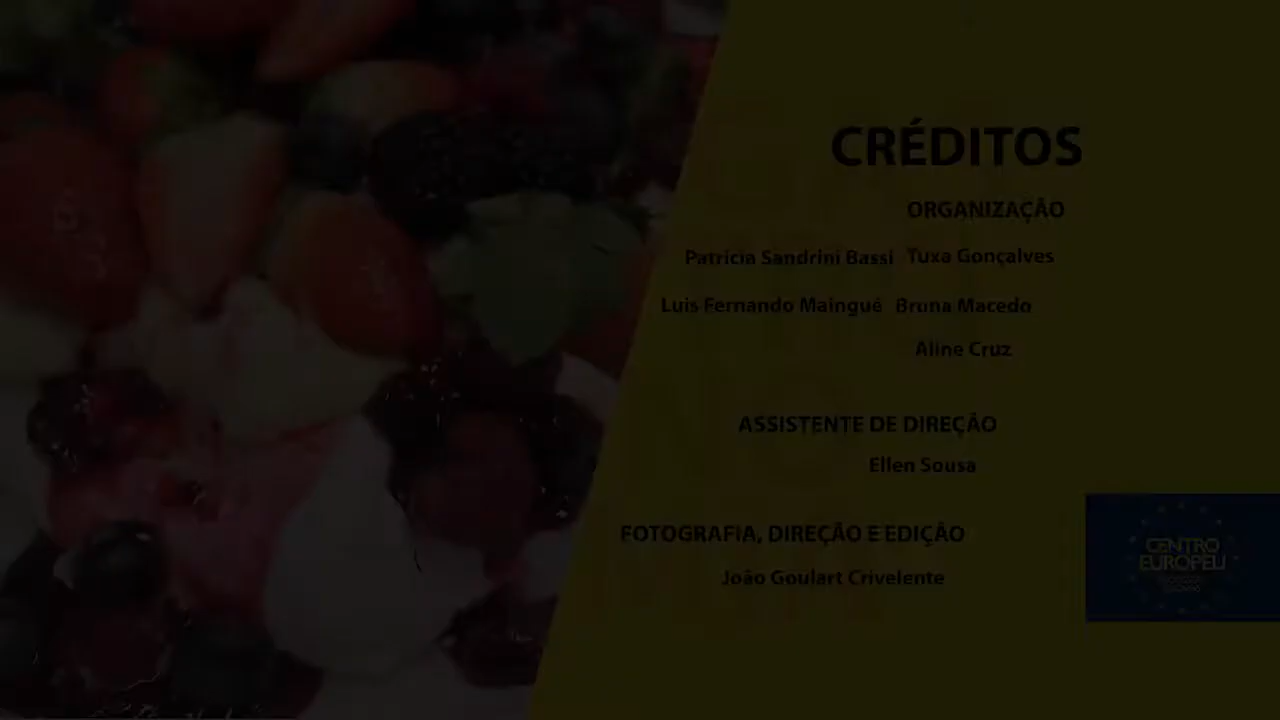 CRÉDITOS
ORGANIZAÇÃO
Patricia Sandrini Bassi Tuxa Gonçalves
Luis Fernando Maingué Bruna Macedo
Aline Cruz
ASSISTENTE DE DIREÇÃO
Ellen Sousa
FOTOGRAFIA, DIREÇÃO E EDIÇÃO
João Goulart Crivelente
CENTRO
EUROPEU